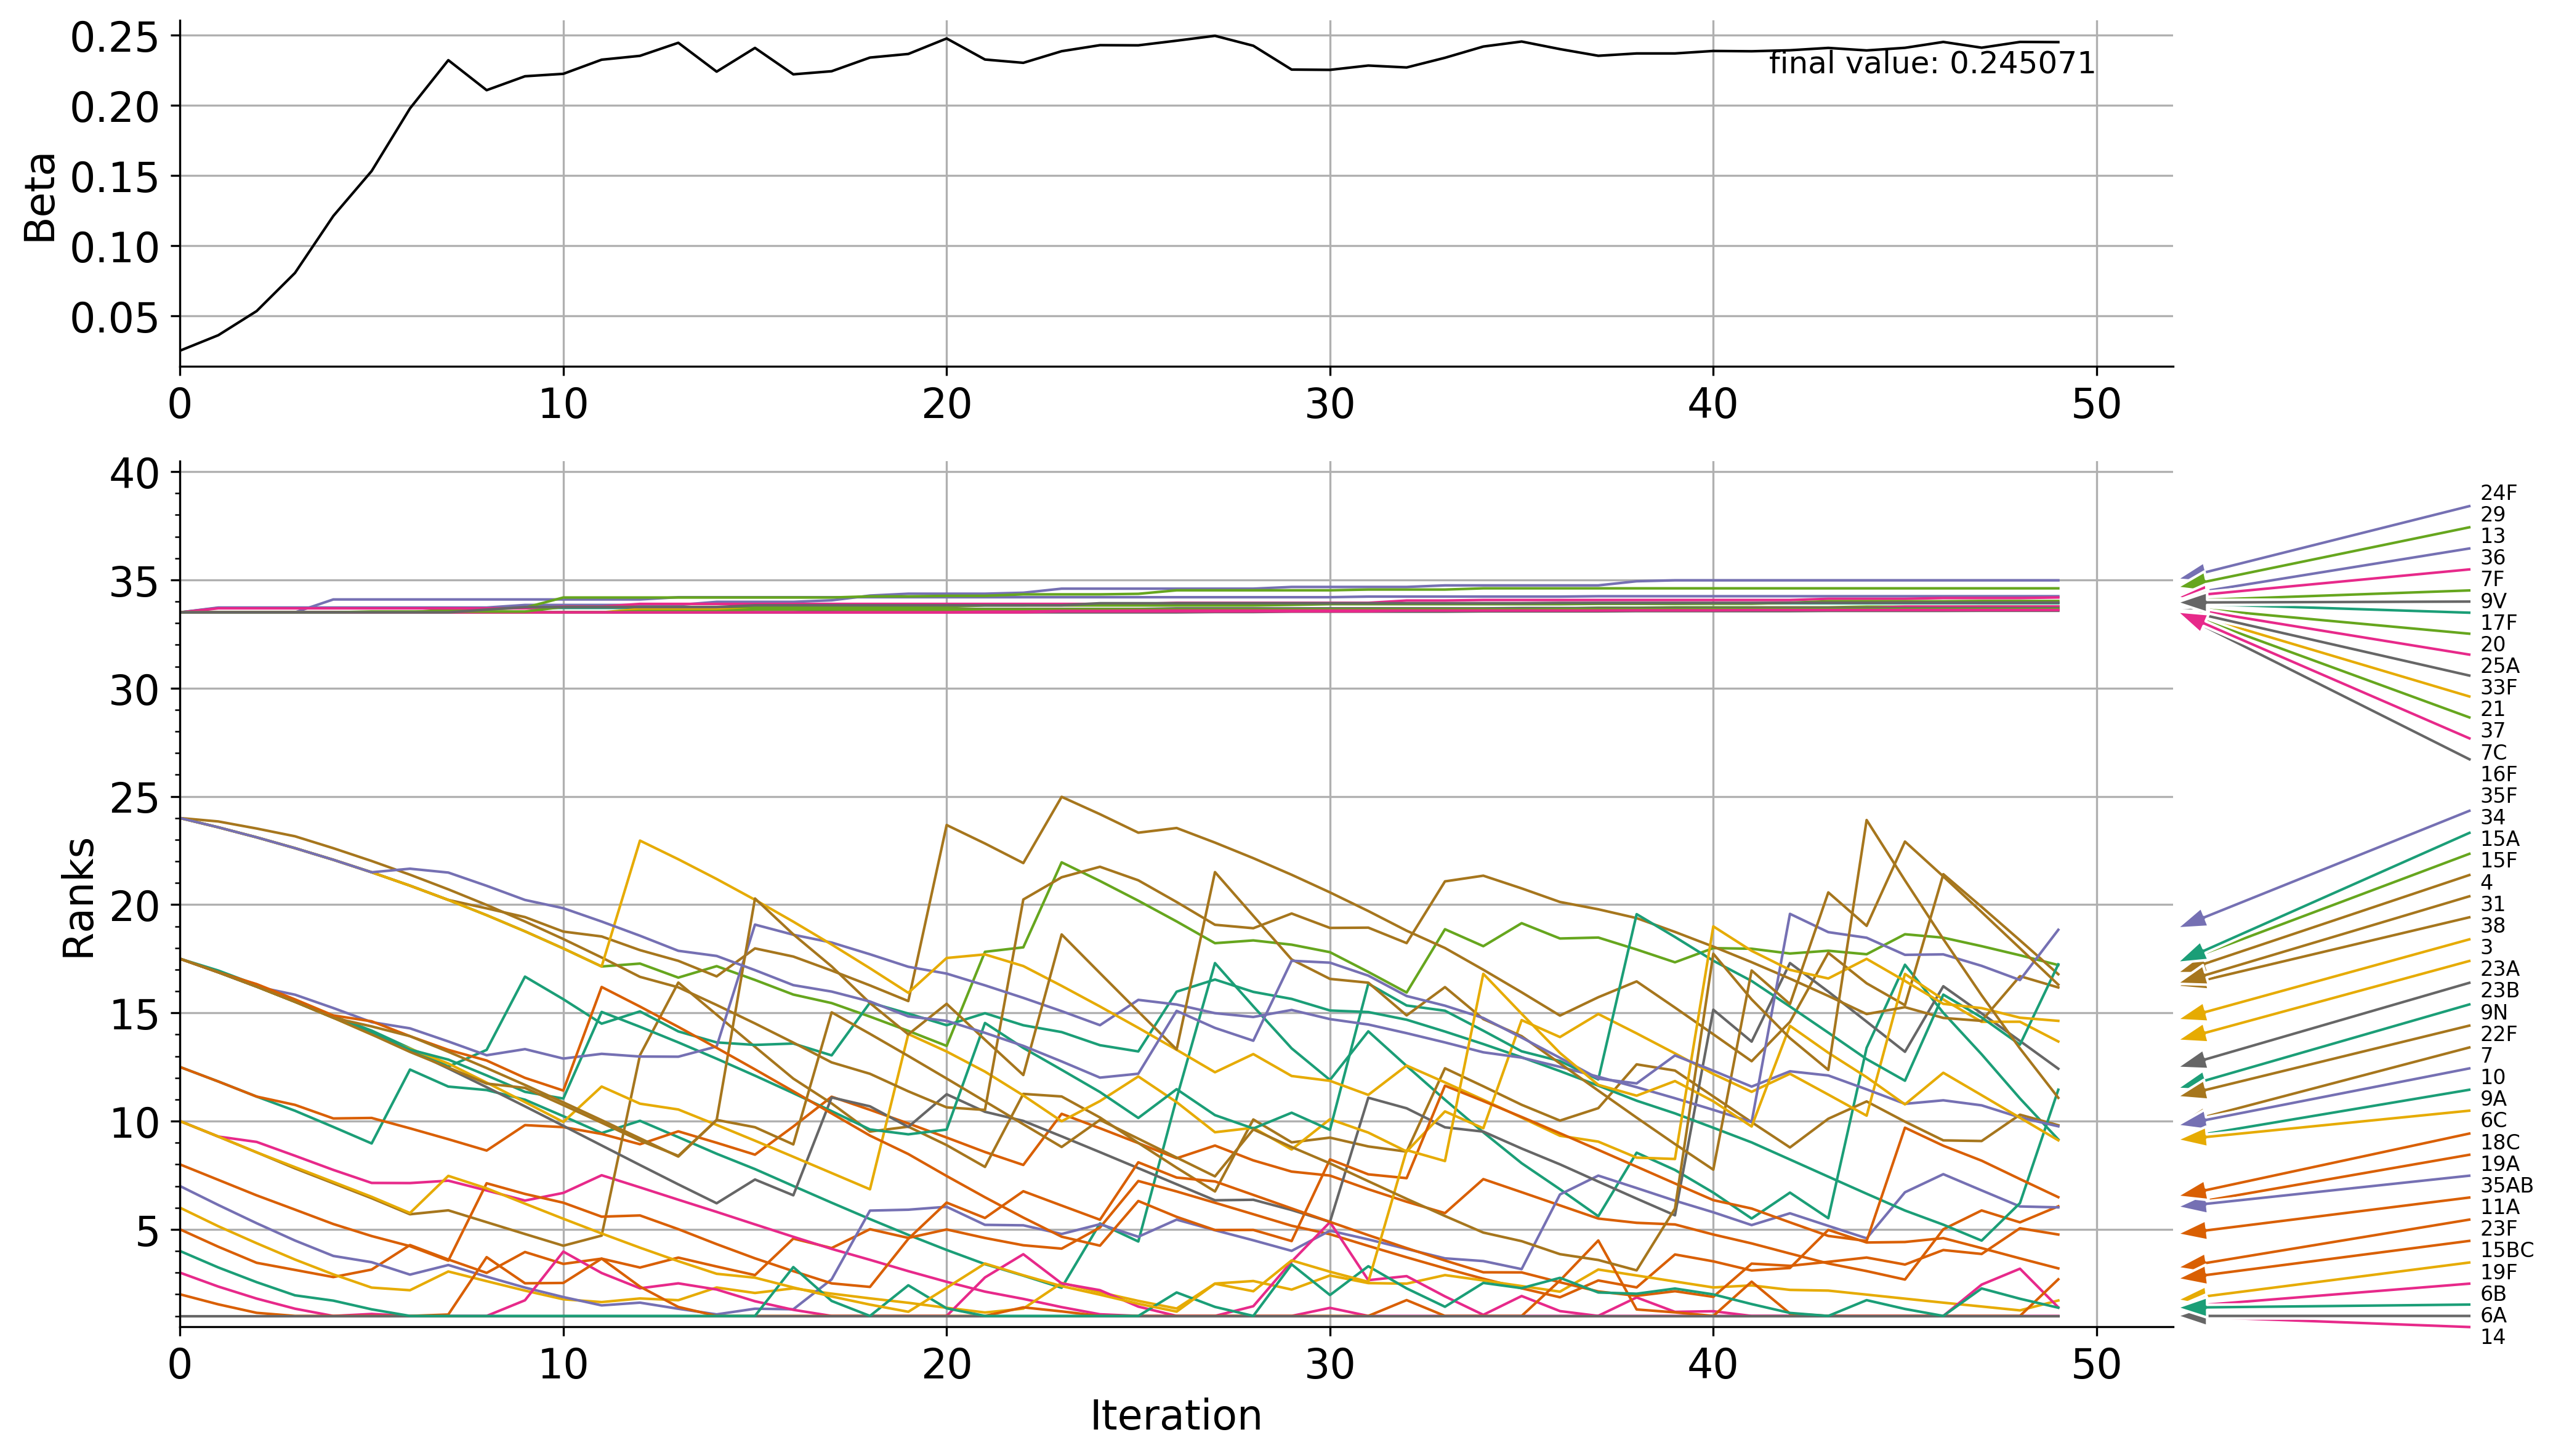 0.25
0.20
0.15
0.10
0.05
Beta
final value: 0.245071
0 10 20 30 40 50
40
35
30
25
20
15
10
5
Ranks
0 10 20 30 40 50
Iteration
24F
29
13
36
7F
9V
17F
20
25A
33F
21
37
7C
16F
35F
34
15A
15F
4
31
38
3
23A
23B
9N
22F
7
10
9A
6C
18C
19A
35AB
11A
23F
15BC
19F
6B
6A
14